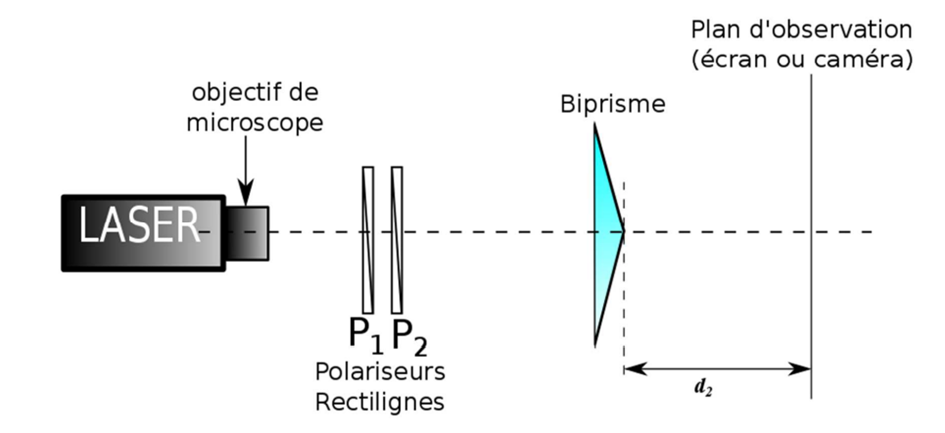 Plan d'observation
(écran ou caméra)
objectif de
microscope
Biprisme
LASER
P1 P2
Polariseurs
Rectilignes
d2